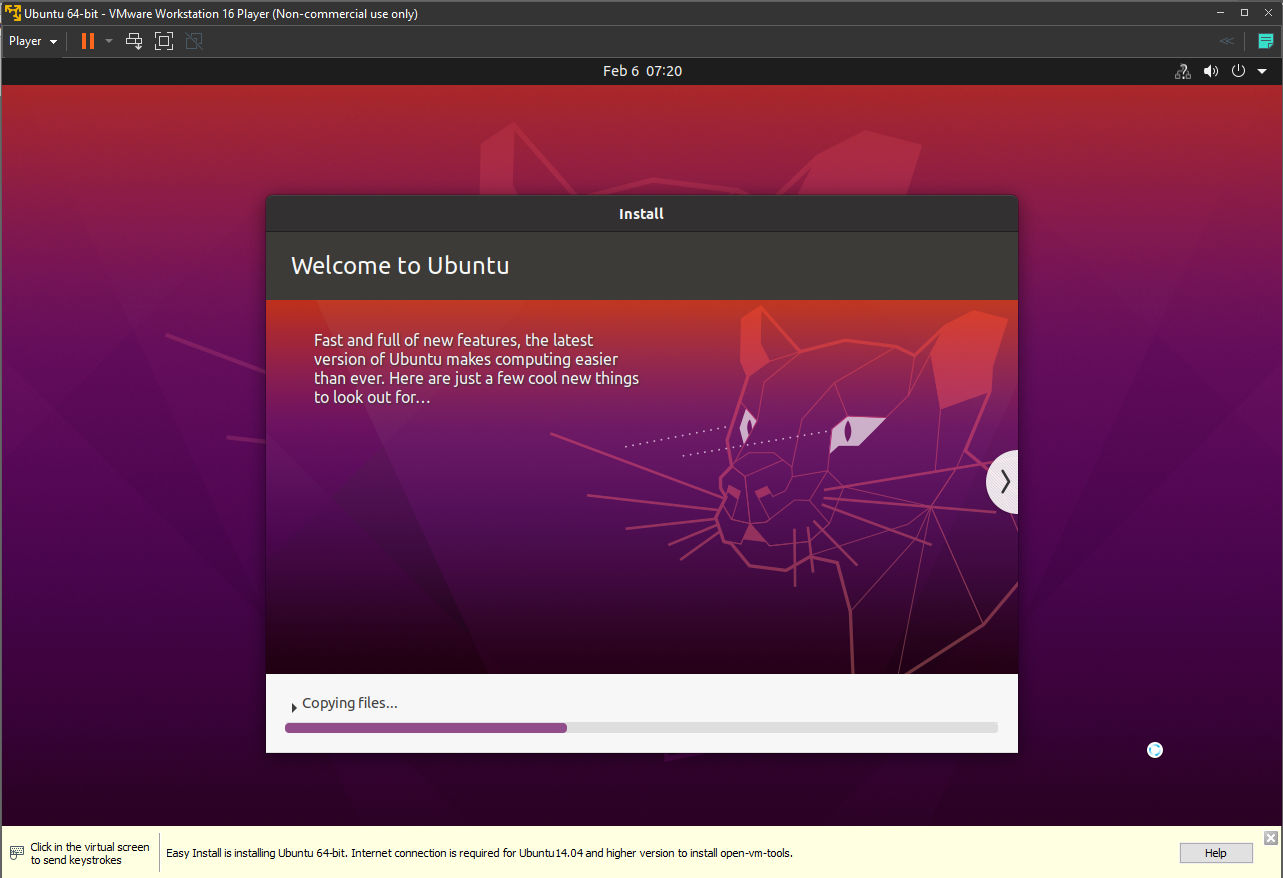 Ubuntu 64-bit - VMware Workstation 16 Player (Non-commercial use only)
Player
Feb 6 07:20
Install
Welcome to Ubuntu
Fast and full of new features, the latest
version of Ubuntu makes computing easier
than ever. Here are just a few cool new things
to look out for…
Copying files...
Click in the virtual screen
to send keystrokes
Easy Install is installing Ubuntu 64-bit. Internet connection is required for Ubuntu14.04 and higher version to install open-vm-tools.
Help